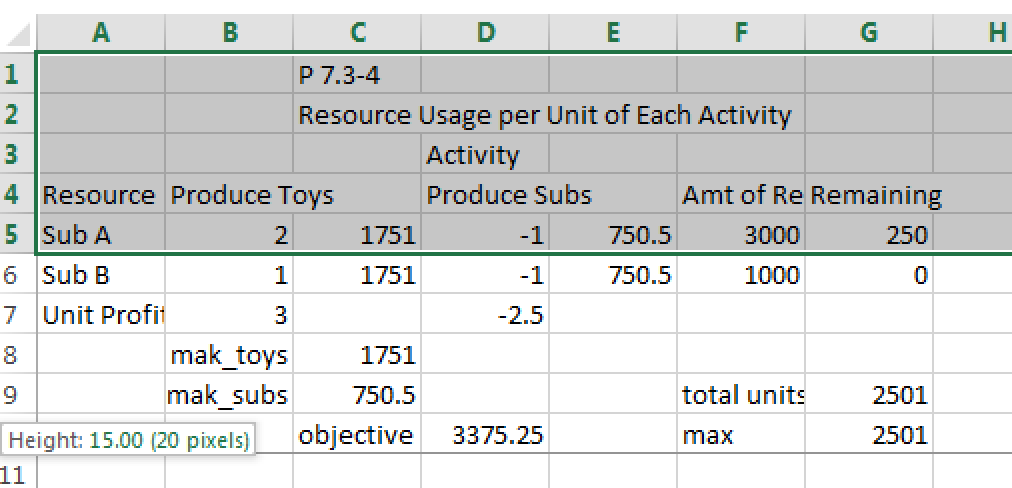 A B C D E F G H
1 P 7.3-4
2 Resource Usage per Unit of Each Activity
3 Activity
4 Resource Produce Toys Produce Subs Amt of Re Remaining
5 Sub A 2 1751 -1 750.5 3000 250
6 Sub B 1 1751 -1 750.5 1000 0
7 Unit Profit 3 -2.5
8 mak_toys 1751
9 mak_subs 750.5 total units 2501
Height: 15.00 (20 pixels) objective 3375.25 max 2501
11